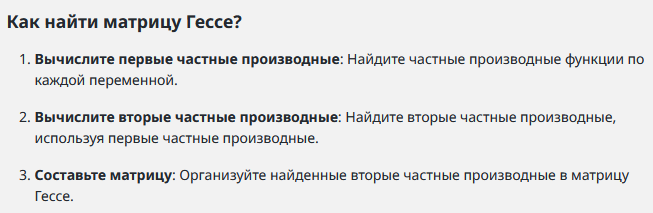 Как найти матрицу Гессе?
1. Вычислите первые частные производные: Найдите частные производные функции по
каждой переменной.
2. Вычислите вторые частные производные: Найдите вторые частные производные,
используя первые частные производные.
3. Составьте матрицу: Организуйте найденные вторые частные производные в матрицу
Гессе.